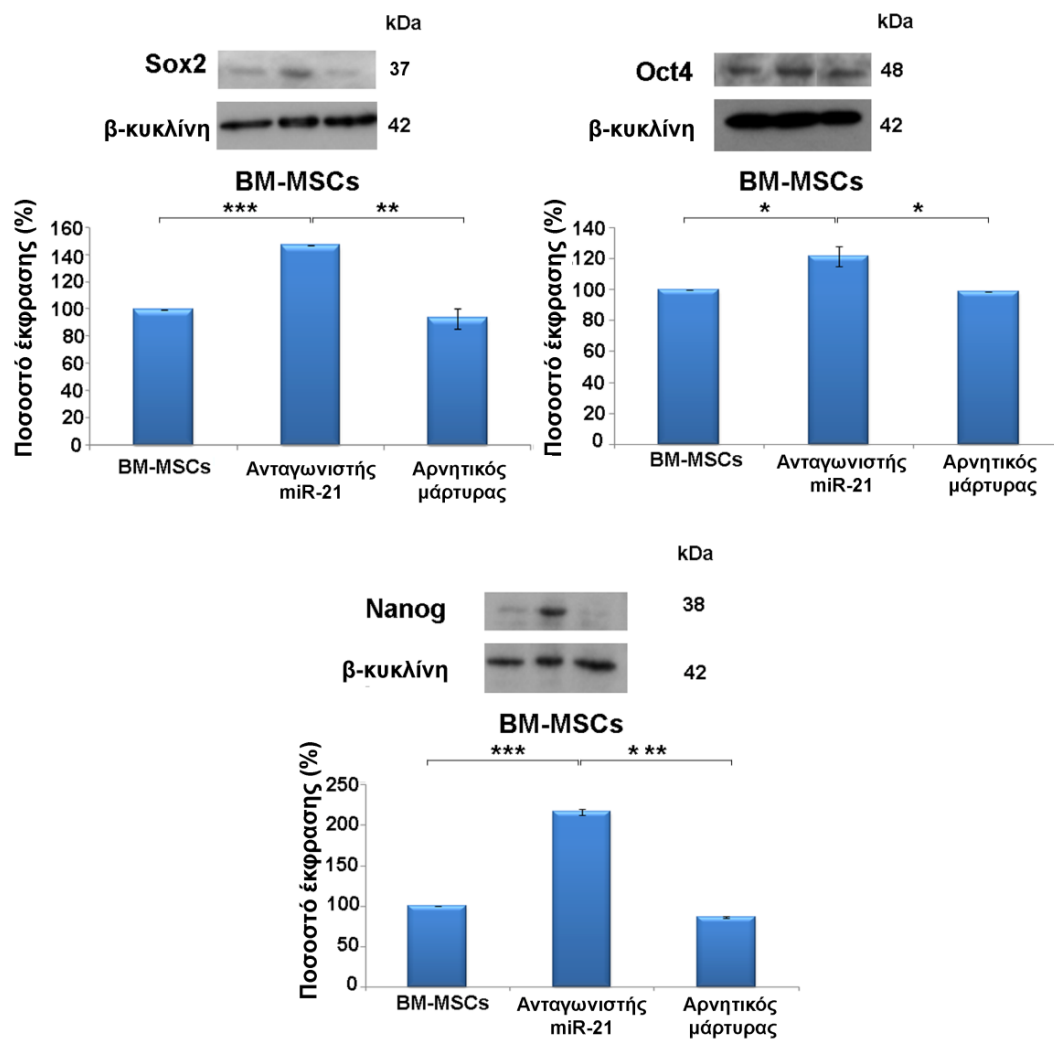 kDa
Sox2
37
β-κυκλίνη
42
BM-MSCs
*** **
Ποσοστό έκφρασης (%)
160
140
120
100
80
60
40
20
0
BM-MSCs
Ανταγωνιστής
miR-21
Αρνητικός
μάρτυρας
kDa
Oct4
48
β-κυκλίνη
42
BM-MSCs
* *
Ποσοστό έκφρασης (%)
140
120
100
80
60
40
20
0
BM-MSCs
Ανταγωνιστής
miR-21
Αρνητικός
μάρτυρας
kDa
Nanog
38
β-κυκλίνη
42
BM-MSCs
*** * **
Ποσοστό έκφρασης (%)
250
200
150
100
50
0
BM-MSCs
Ανταγωνιστής
miR-21
Αρνητικός
μάρτυρας